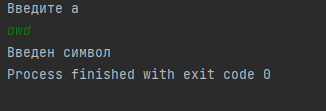 Введите а
awd
Введен символ
Process finished with exit code 0